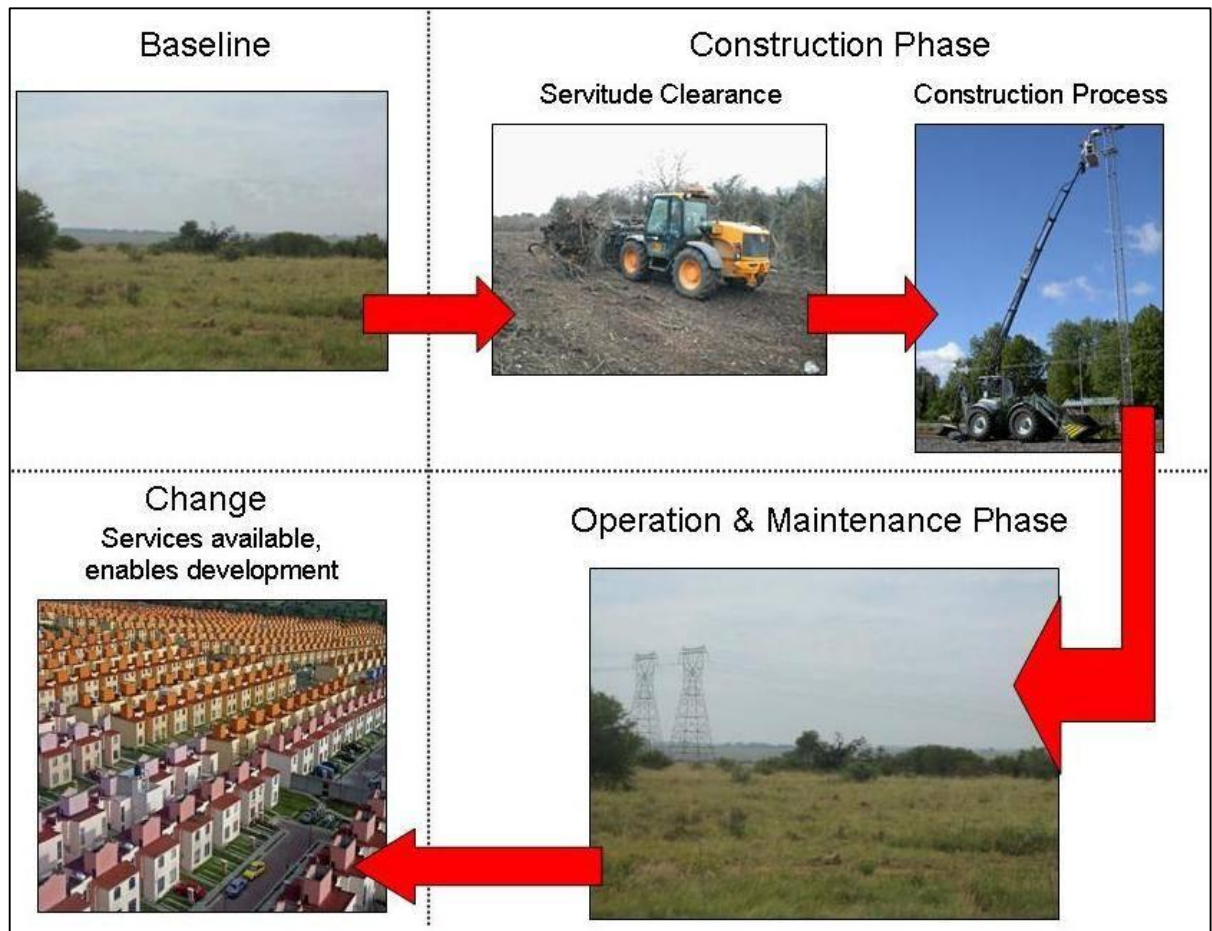 Baseline
Construction Phase
Servitude Clearance
Construction Process
Change
Services available,
enables development
Operation & Maintenance Phase